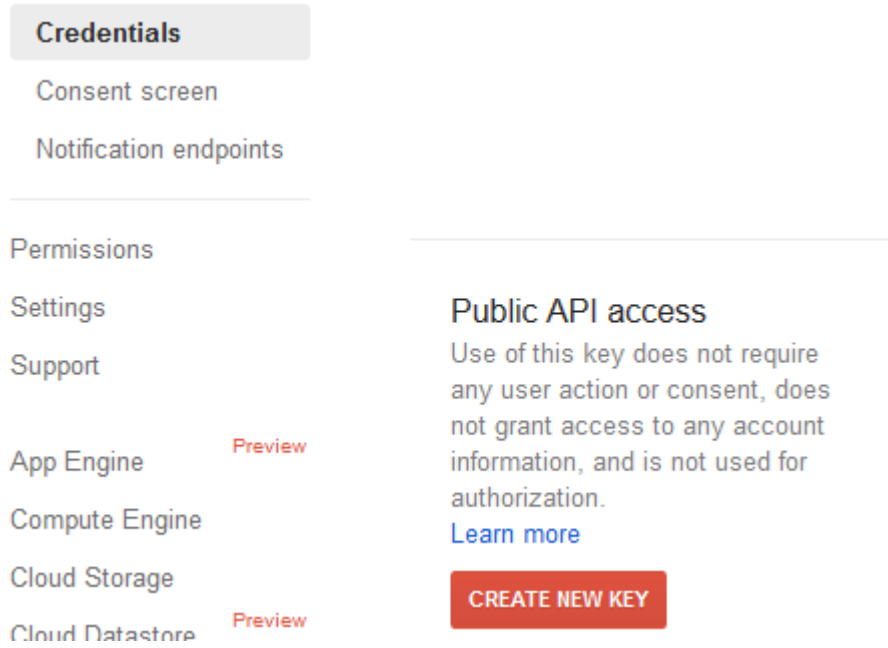 Credentials
Consent screen
Notification endpoints
Permissions
Settings
Support
App Engine
Preview
Compute Engine
Cloud Storage
Cloud Datastore
Preview
Public API access
Use of this key does not require
any user action or consent, does
not grant access to any account
information, and is not used for
authorization.
Learn more
CREATE NEW KEY